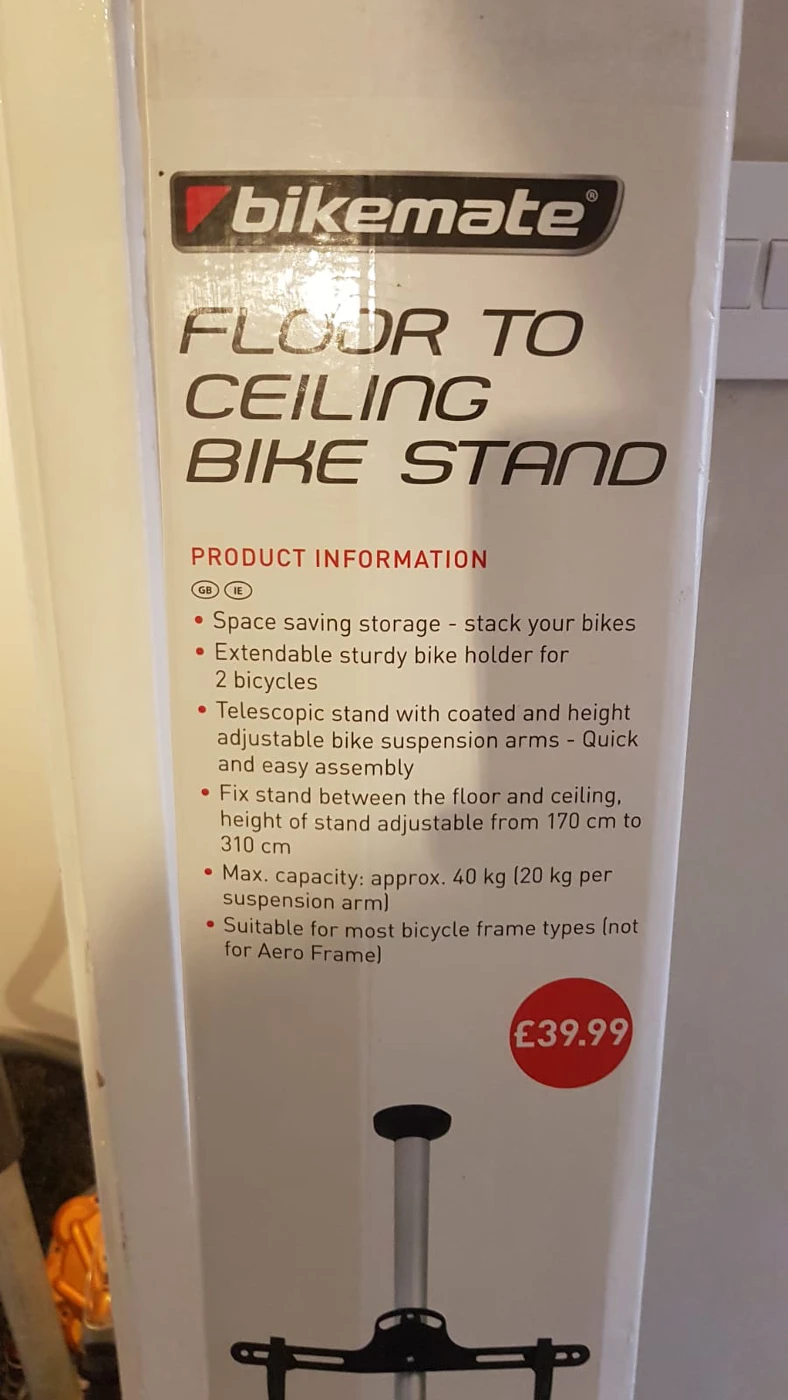 bikemate®
FLOOR TO
CEILING
BIKE STAND
PRODUCT INFORMATION
GB IE
• Space saving storage - stack your bikes
• Extendable sturdy bike holder for
2 bicycles
• Telescopic stand with coated and height
adjustable bike suspension arms - Quick
and easy assembly
• Fix stand between the floor and ceiling,
height of stand adjustable from 170 cm to
310 cm
• Max. capacity: approx. 40 kg (20 kg per
suspension arm)
• Suitable for most bicycle frame types (not
for Aero Frame)
£39.99